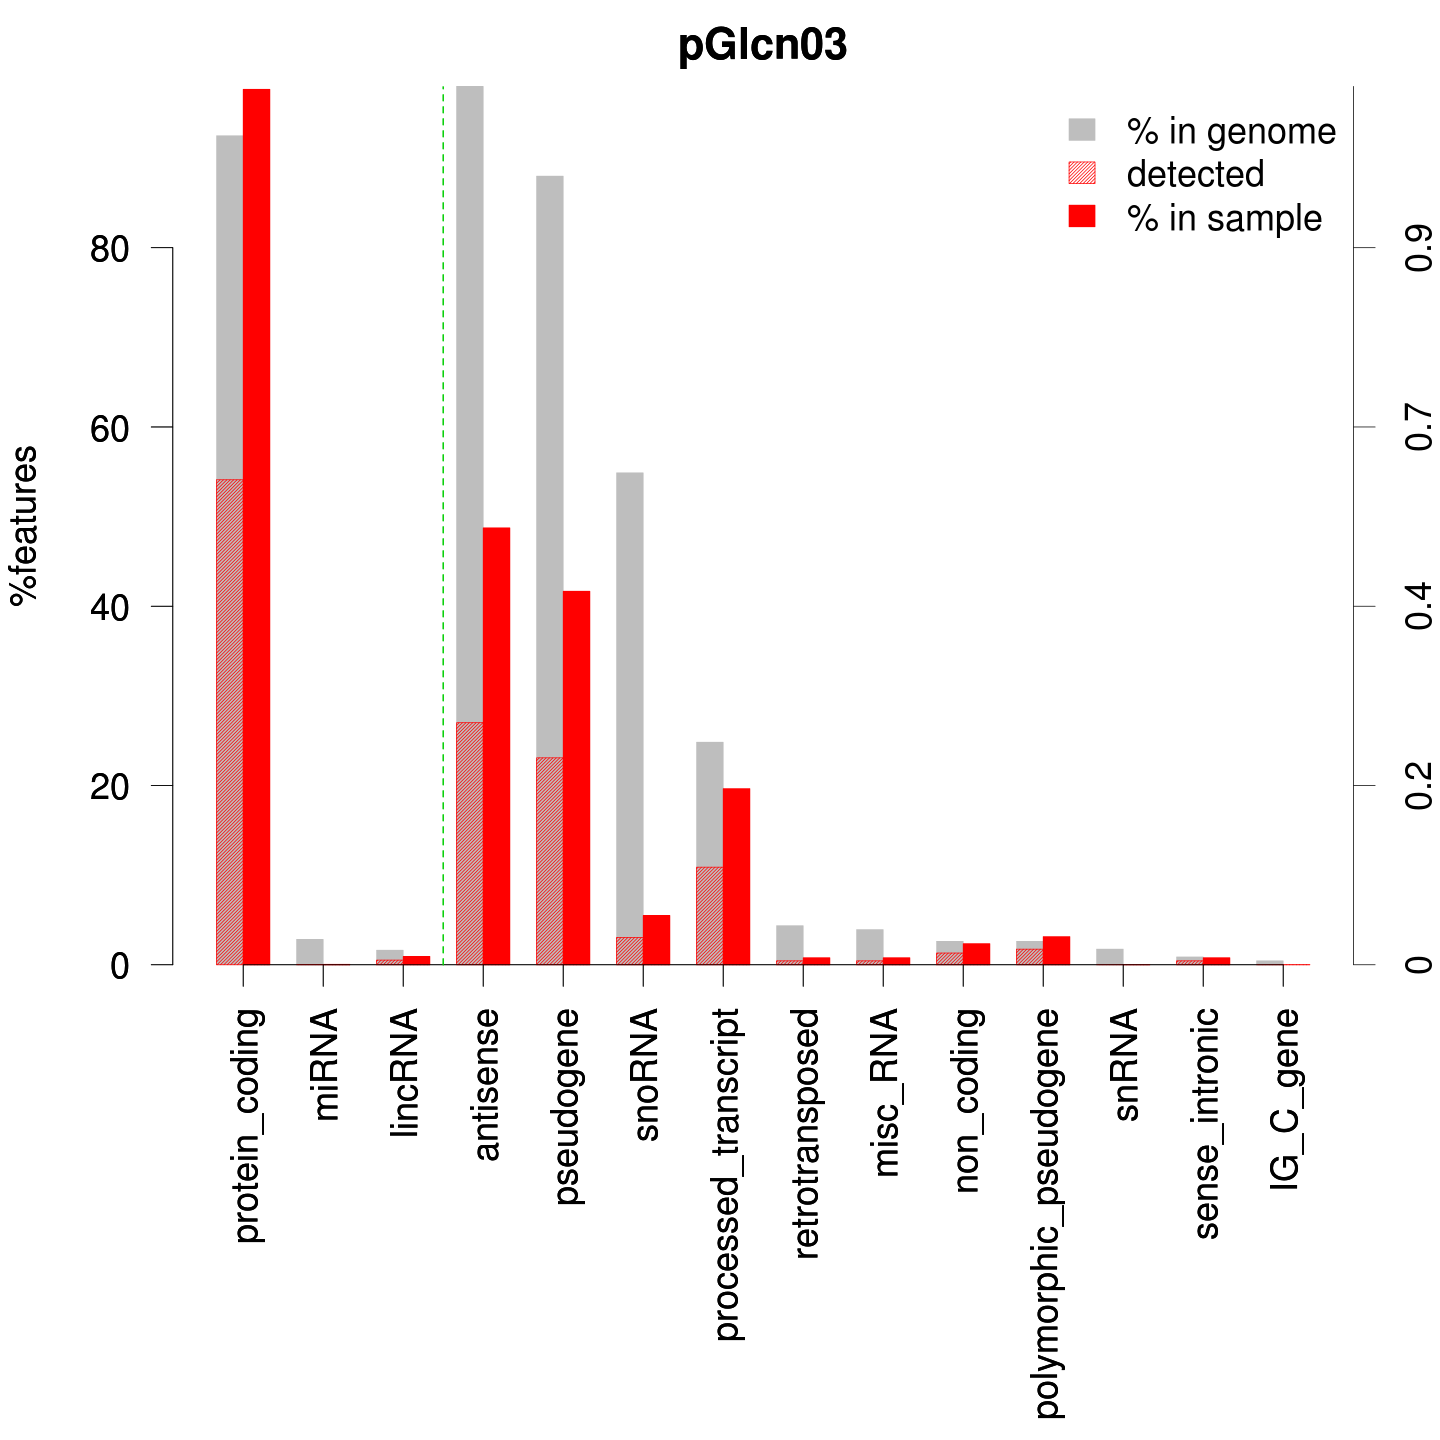 pGlcn03
% in genome
detected
% in sample
%features
80
60
40
20
0
0.9
0.7
0.4
0.2
0
protein_coding
miRNA
lincRNA
antisense
pseudogene
snoRNA
processed_transcript
retrotransposed
misc_RNA
non_coding
polymorphic_pseudogene
snRNA
sense_intronic
IG_C_gene